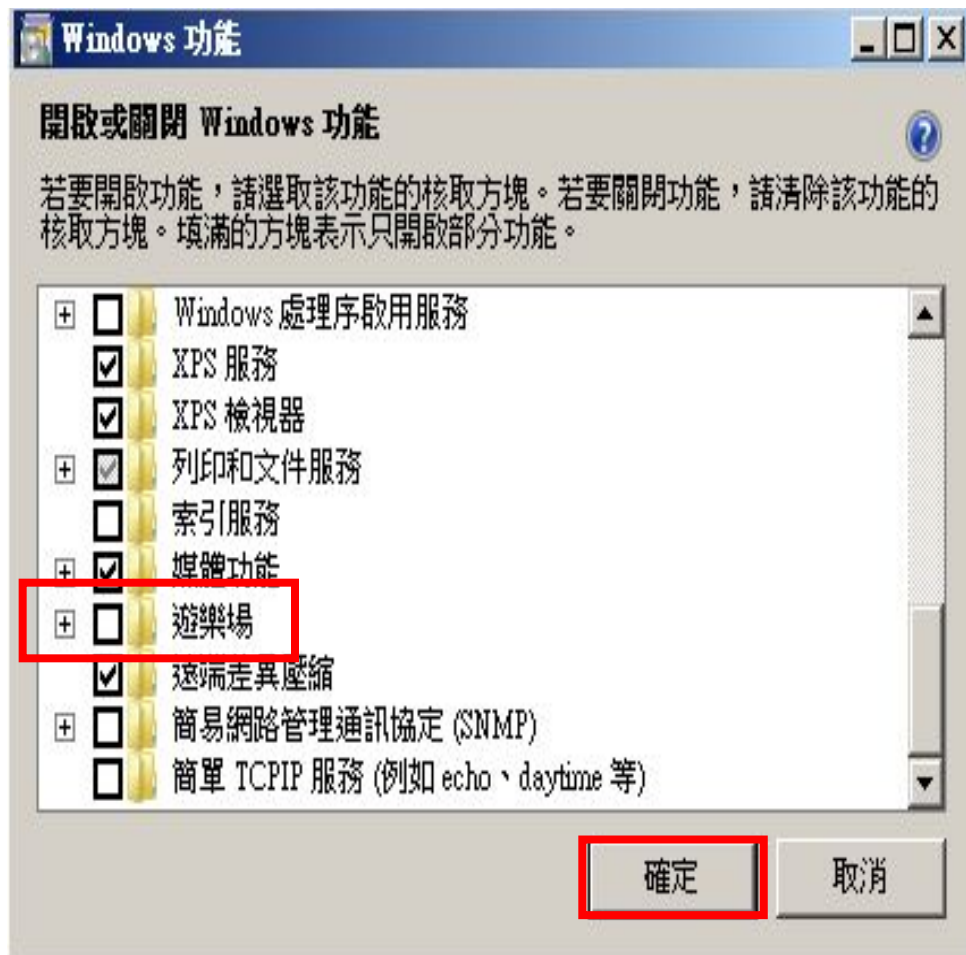 Windows 功能
開啟或關閉 Windows 功能
若要開啟功能，請選取該功能的核取方塊。若要關閉功能，請清除該功能的
核取方塊。填滿的方塊表示只開啟部分功能。
Windows 處理序啟用服務
XPS 服務
XPS 檢視器
列印和文件服務
索引服務
媒體功能
遊樂場
遠端差異壓縮
簡易網路管理通訊協定 (SNMP)
簡單 TCPIP 服務 (例如 echo、daytime 等)
確定 取消